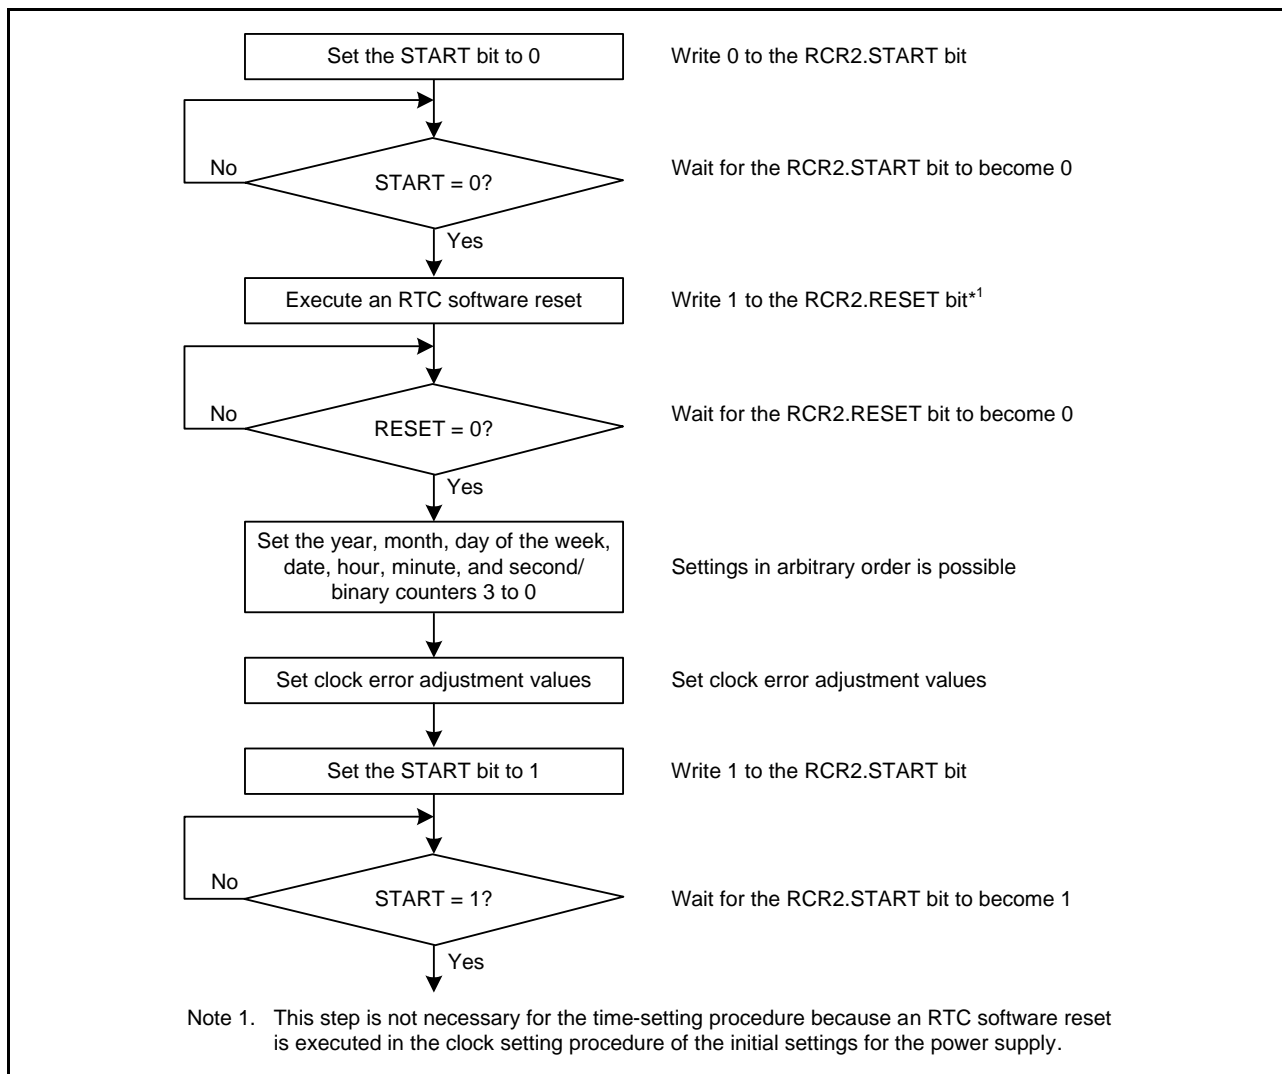 Set the START bit to 0
Write 0 to the RCR2.START bit
No
START = 0?
Wait for the RCR2.START bit to become 0
Yes
Execute an RTC software reset
Write 1 to the RCR2.RESET bit*1
No
RESET = 0?
Wait for the RCR2.RESET bit to become 0
Yes
Set the year, month, day of the week,
date, hour, minute, and second/
binary counters 3 to 0
Settings in arbitrary order is possible
Set clock error adjustment values
Set clock error adjustment values
Set the START bit to 1
Write 1 to the RCR2.START bit
No
START = 1?
Wait for the RCR2.START bit to become 1
Yes
Note 1. This step is not necessary for the time-setting procedure because an RTC software reset
is executed in the clock setting procedure of the initial settings for the power supply.